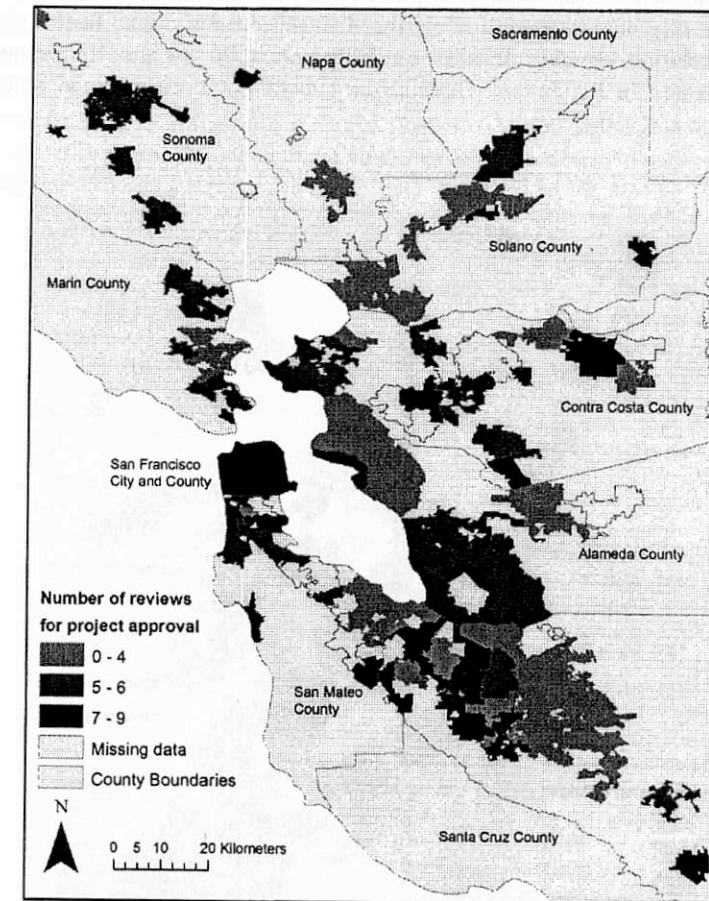 Sacramento County
Napa County
Sonoma
County
Solano County
Marin County
Contra Costa County
San Francisco
City and County
Alameda County
Number of reviews
for project approval
0 - 4
5 - 6
7 - 9
Missing data
County Boundaries
San Mateo
County
N
0 5 10 20 Kilometers
Santa Cruz County